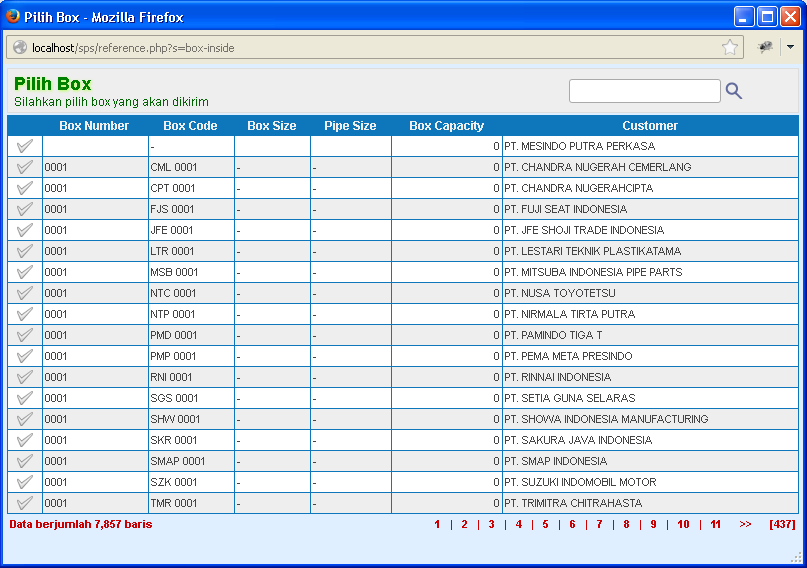 Pilih Box - Mozilla Firefox
localhost/sps/reference.php?s=box-inside
Pilih Box
Silahkan pilih box yang akan dikirim
Box Number Box Code Box Size Pipe Size Box Capacity Customer
- 0 PT. MESINDO PUTRA PERKASA
0001 CML 0001 - - 0 PT. CHANDRA NUGERAH CEMERLANG
0001 CPT 0001 - - 0 PT. CHANDRA NUGERAHCIPTA
0001 FJS 0001 - - 0 PT. FUJI SEAT INDONESIA
0001 JFE 0001 - - 0 PT. JFE SHOJI TRADE INDONESIA
0001 LTR 0001 - - 0 PT. LESTARI TEKNIK PLASTIKATAMA
0001 MSB 0001 - - 0 PT. MITSUBA INDONESIA PIPE PARTS
0001 NTC 0001 - - 0 PT. NUSA TOYOTETSU
0001 NTP 0001 - - 0 PT. NIRMALA TIRTA PUTRA
0001 PMD 0001 - - 0 PT. PAMINDO TIGA T
0001 PMP 0001 - - 0 PT. PEMA META PRESINDO
0001 RNI 0001 - - 0 PT. RINNAI INDONESIA
0001 SGS 0001 - - 0 PT. SETIA GUNA SELARAS
0001 SHW 0001 - - 0 PT. SHOWA INDONESIA MANUFACTURING
0001 SKR 0001 - - 0 PT. SAKURA JAVA INDONESIA
0001 SMAP 0001 - - 0 PT. SMAP INDONESIA
0001 SZK 0001 - - 0 PT. SUZUKI INDOMOBIL MOTOR
0001 TMR 0001 - - 0 PT. TRIMITRA CHITRAHASTA
Data berjumlah 7,857 baris 1 | 2 | 3 | 4 | 5 | 6 | 7 | 8 | 9 | 10 | 11 >> [437]